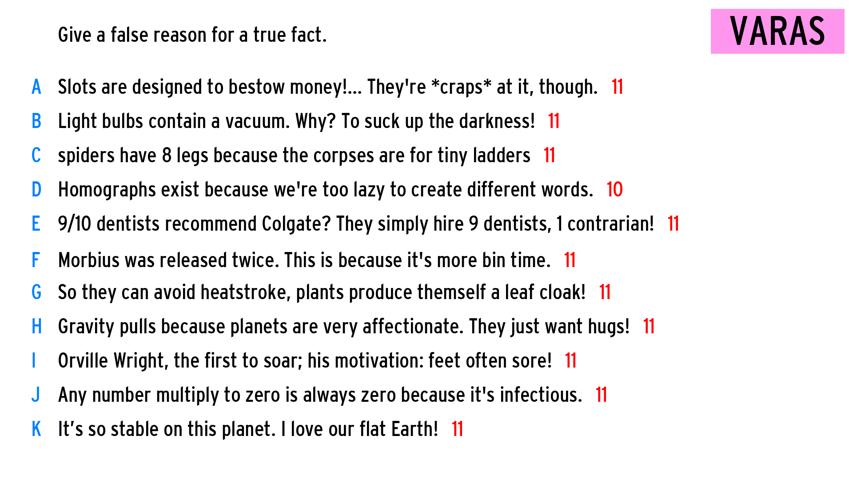 Give a false reason for a true fact.
VARAS
A Slots are designed to bestow money!... They're *craps* at it, though. 11
B Light bulbs contain a vacuum. Why? To suck up the darkness! 11
C spiders have 8 legs because the corpses are for tiny ladders 11
D Homographs exist because we're too lazy to create different words. 10
E 9/10 dentists recommend Colgate? They simply hire 9 dentists, 1 contrarian! 11
F Morbius was released twice. This is because it's more bin time. 11
G So they can avoid heatstroke, plants produce themself a leaf cloak! 11
H Gravity pulls because planets are very affectionate. They just want hugs! 11
I Orville Wright, the first to soar; his motivation: feet often sore! 11
J Any number multiply to zero is always zero because it's infectious. 11
K It’s so stable on this planet. I love our flat Earth! 11